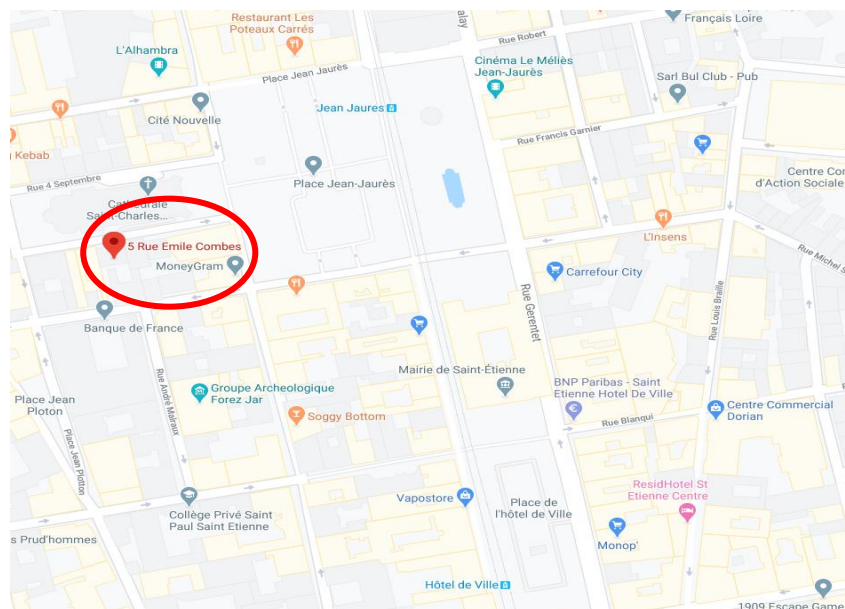 Restaurant Les
Poteaux Carrés
Français Loire
alay
Rue Robert
L'Alhambra
Place Jean Jaurès
Cinéma Le Méliès
Jean-Jaurès
Sarl Bul Club - Pub
Jean Jaures
Cité Nouvelle
Rue Francis Garnier
Kebab
Place Jean-Jaurès
Centre Co
d'Action Sociale
Rue 4 Septembre
Cathédrale
Saint-Charles...
L'Insens
5 Rue Emile Combes
MoneyGram
Carrefour City
Rue Michel S
Rue Gerentet
Rue Louis Braille
Banque de France
Mairie de Saint-Étienne
Rue André Malraux
Groupe Archeologique
Forez Jar
BNP Paribas - Saint
Etienne Hotel De Ville
Place Jean
Ploton
Soggy Bottom
Centre Commercial
Dorian
Rue Blanqui
Place Jean Plotton
ResidHotel St
Etienne Centre
Vapostore
Place de
l'hôtel de Ville
Collège Privé Saint
Paul Saint Etienne
s Prud'hommes
Monop'
Hôtel de Ville
1909 Escape Game